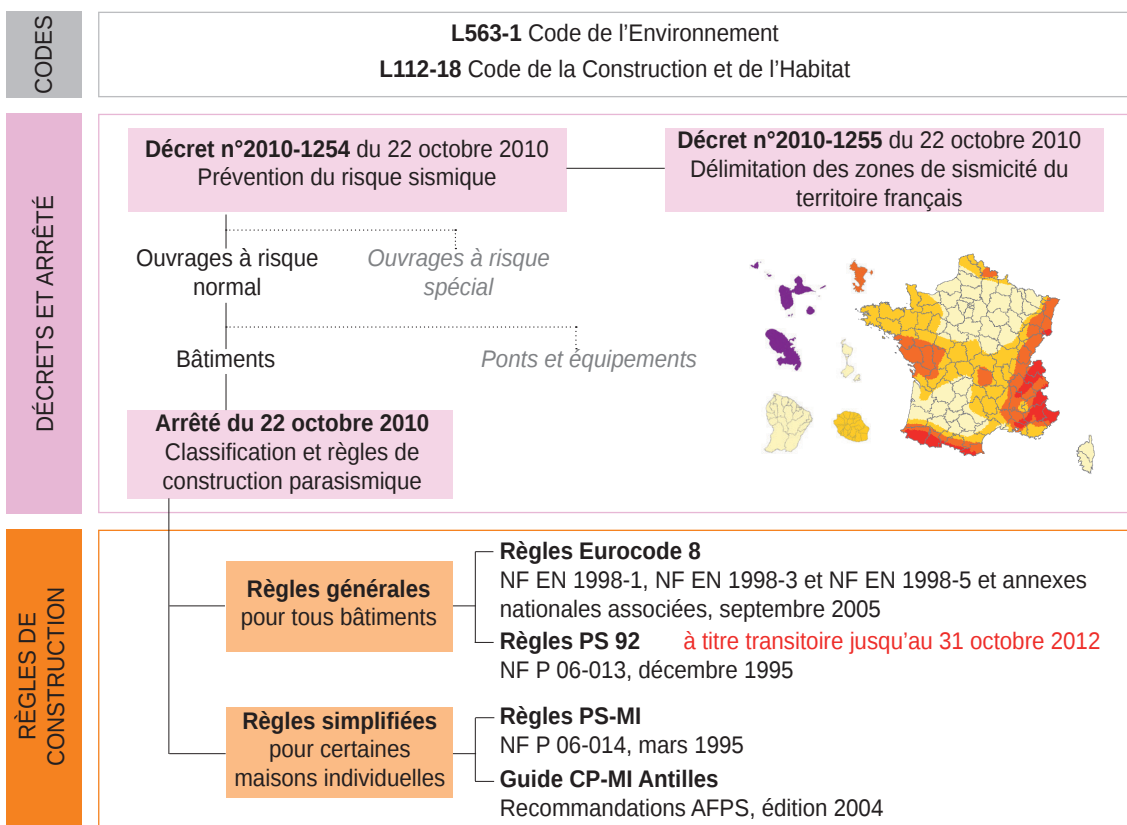 CODES
L563-1 Code de l'Environnement
L112-18 Code de la Construction et de l'Habitat
DÉCRETS ET ARRÊTÉ
Décret n°2010-1254 du 22 octobre 2010
Prévention du risque sismique
Décret n°2010-1255 du 22 octobre 2010
Délimitation des zones de sismicité du
territoire français
Ouvrages à risque
normal
Ouvrages à risque
spécial
Bâtiments
Ponts et équipements
Arrêté du 22 octobre 2010
Classification et règles de
construction parasismique
RÈGLES DE
CONSTRUCTION
Règles générales
pour tous bâtiments
Règles Eurocode 8
NF EN 1998-1, NF EN 1998-3 et NF EN 1998-5 et annexes
nationales associées, septembre 2005
Règles PS 92 à titre transitoire jusqu'au 31 octobre 2012
NF P 06-013, décembre 1995
Règles simplifiées
pour certaines
maisons individuelles
Règles PS-MI
NF P 06-014, mars 1995
Guide CP-MI Antilles
Recommandations AFPS, édition 2004